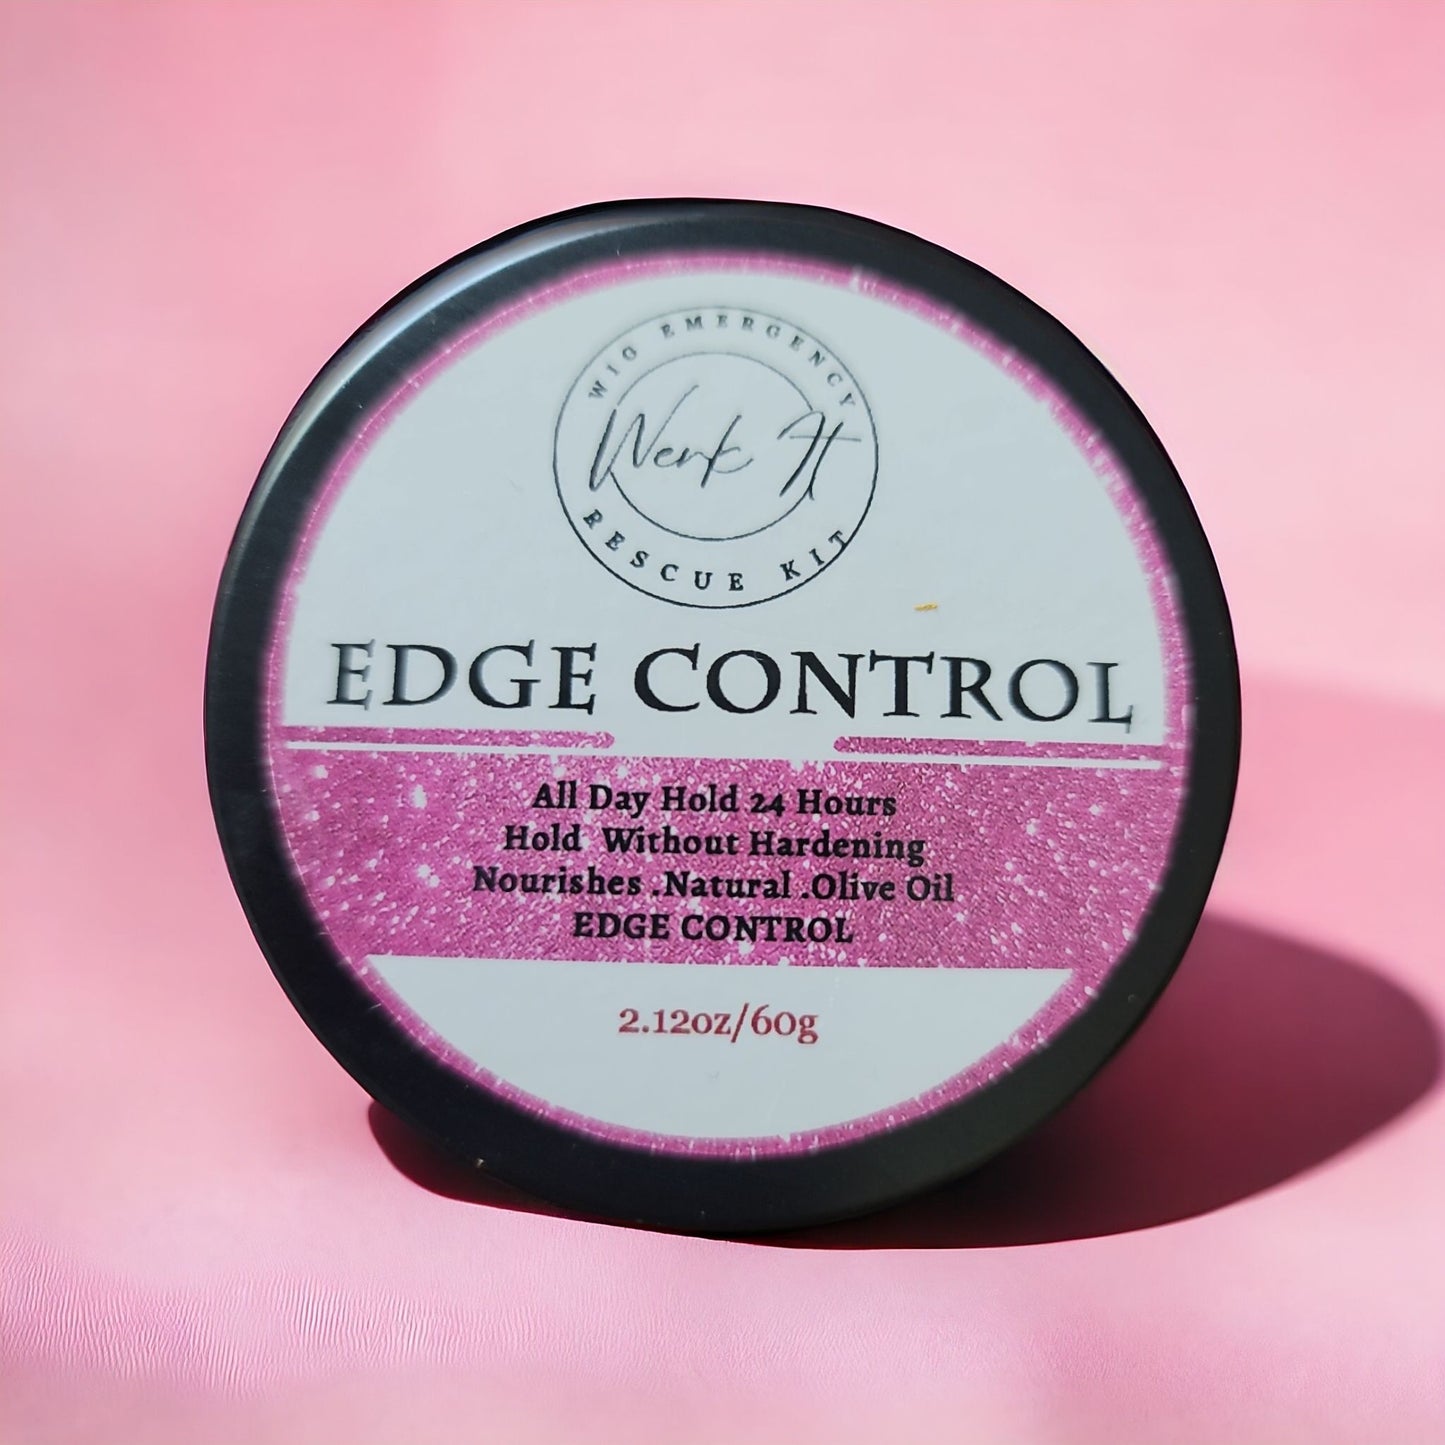 WIG EMERGENCY
Werk It
RESCUE KIT
EDGE CONTROL
All Day Hold 24 Hours
Hold Without Hardening
Nourishes .Natural .Olive Oil
EDGE CONTROL
2.12oz/60g